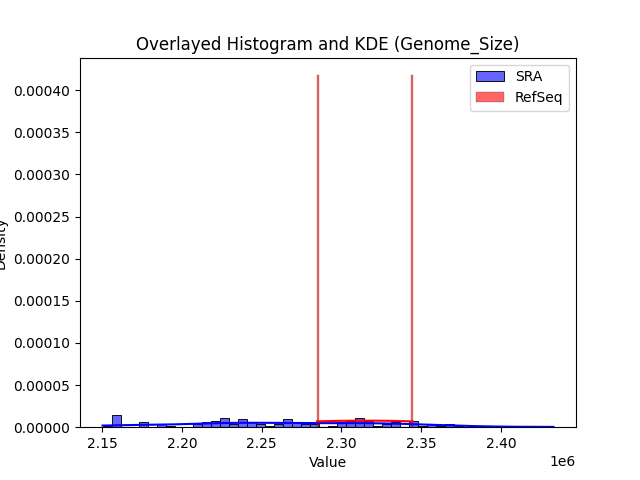 Overlayed Histogram and KDE (Genome_Size)
SRA
RefSeq
0.00040
0.00035
0.00030
0.00025
0.00020
0.00015
0.00010
0.00005
0.00000
Density
2.15 2.20 2.25 2.30 2.35 2.40
1e6
Value